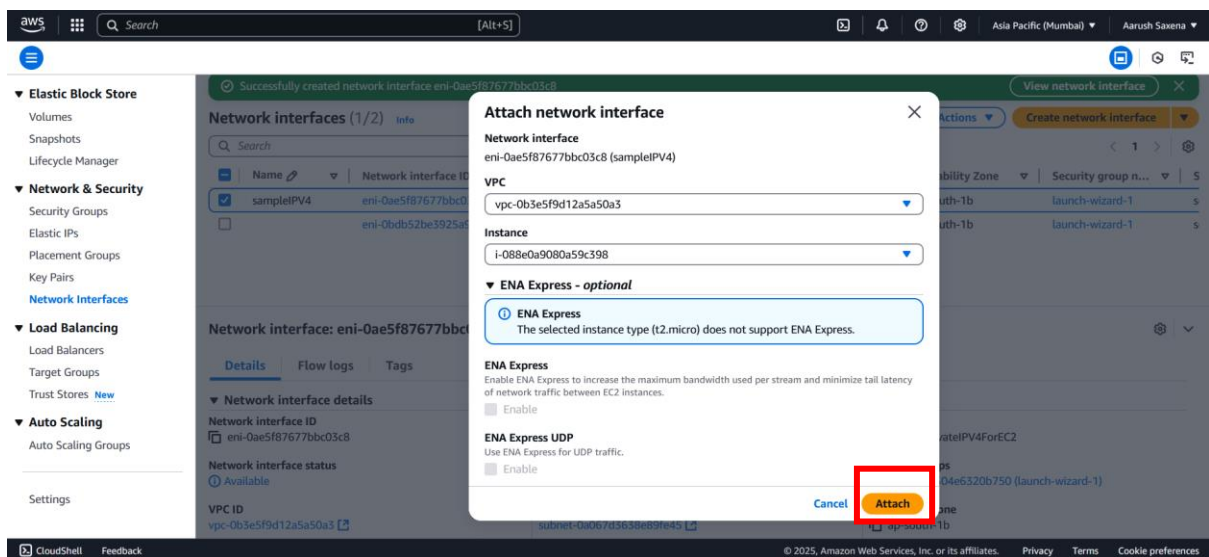 aws
Search
[Alt+S]
Asia Pacific (Mumbai)
Aarush Saxena
Elastic Block Store
Volumes
Snapshots
Lifecycle Manager
Network & Security
Security Groups
Elastic IPs
Placement Groups
Key Pairs
Network Interfaces
Load Balancing
Load Balancers
Target Groups
Trust Stores New
Auto Scaling
Auto Scaling Groups
Settings
Successfully created network interface eni-0ae5f87677bbc03c8
View network interface
Network interfaces (1/2) Info
Actions
Create network interface
Search
1
Name
Network interface ID
bility Zone
Security group n...
S
sampleIPV4
eni-0ae5f87677bbc0
uth-1b
launch-wizard-1
eni-0bdb52be3925a
uth-1b
launch-wizard-1
Network interface: eni-0ae5f87677bbc
Details
Flow logs
Tags
Network interface details
Network interface ID
eni-0ae5f87677bbc03c8
vateIPV4ForEC2
Network interface status
Available
ps
04e6320b750 (launch-wizard-1)
VPC ID
vpc-0b3e5f9d12a5a50a3
subnet-0a067d3638e89fe45
one
ap-south-1b
Attach network interface
Network interface
eni-0ae5f87677bbc03c8 (sampleIPV4)
VPC
vpc-0b3e5f9d12a5a50a3
Instance
i-088e0a9080a59c398
ENA Express - optional
ENA Express
The selected instance type (t2.micro) does not support ENA Express.
ENA Express
Enable ENA Express to increase the maximum bandwidth used per stream and minimize tail latency
of network traffic between EC2 instances.
Enable
ENA Express UDP
Use ENA Express for UDP traffic.
Enable
Cancel
Attach
CloudShell
Feedback
© 2025, Amazon Web Services, Inc. or its affiliates.
Privacy
Terms
Cookie preferences